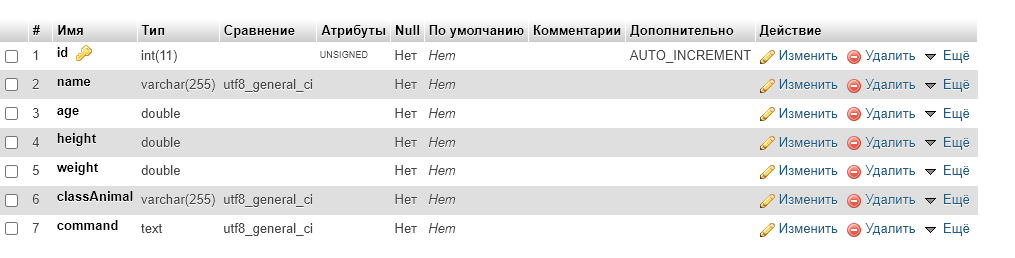 # Имя Тип Сравнение Атрибуты Null По умолчанию Комментарии Дополнительно Действие
1 id int(11) UNSIGNED Нет Нет AUTO_INCREMENT Изменить Удалить Ещё
2 name varchar(255) utf8_general_ci Нет Нет Изменить Удалить Ещё
3 age double Нет Нет Изменить Удалить Ещё
4 height double Нет Нет Изменить Удалить Ещё
5 weight double Нет Нет Изменить Удалить Ещё
6 classAnimal varchar(255) utf8_general_ci Нет Нет Изменить Удалить Ещё
7 command text utf8_general_ci Нет Нет Изменить Удалить Ещё